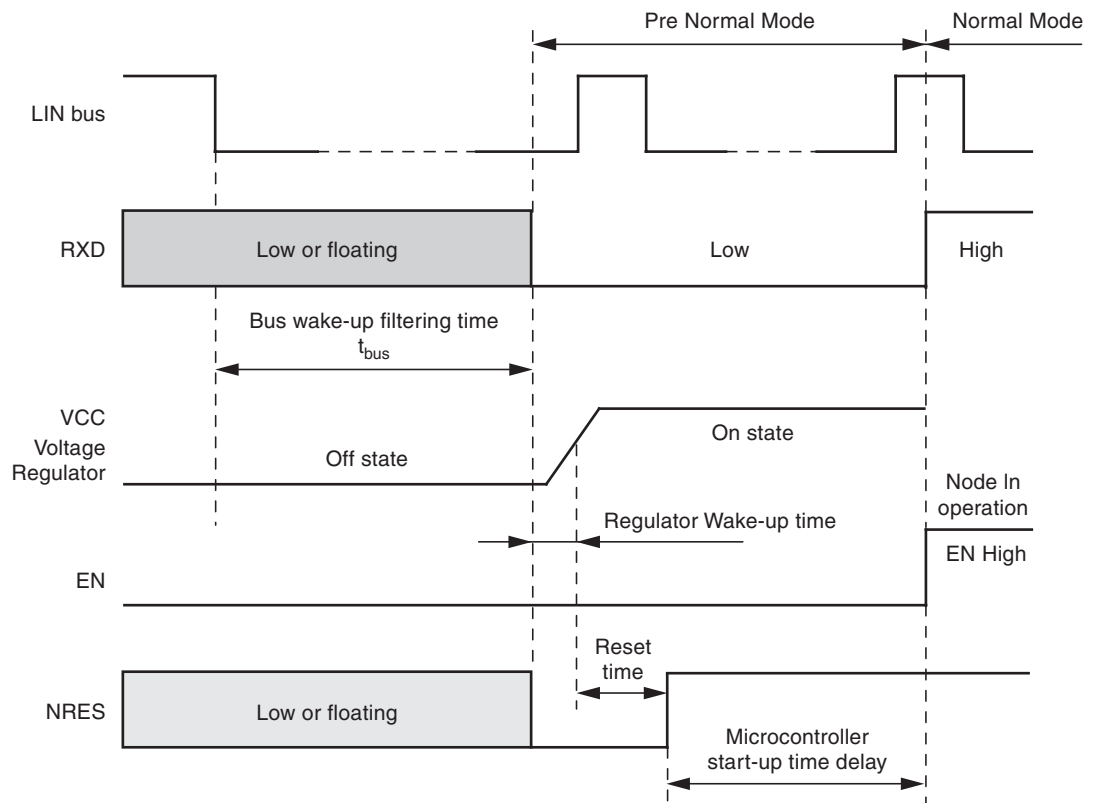 Pre Normal Mode
Normal Mode
LIN bus
RXD
Low or floating
Low
High
Bus wake-up filtering time
tbus
VCC
Voltage
Regulator
Off state
On state
Node In
operation
Regulator Wake-up time
EN
EN High
Reset
time
NRES
Low or floating
Microcontroller
start-up time delay